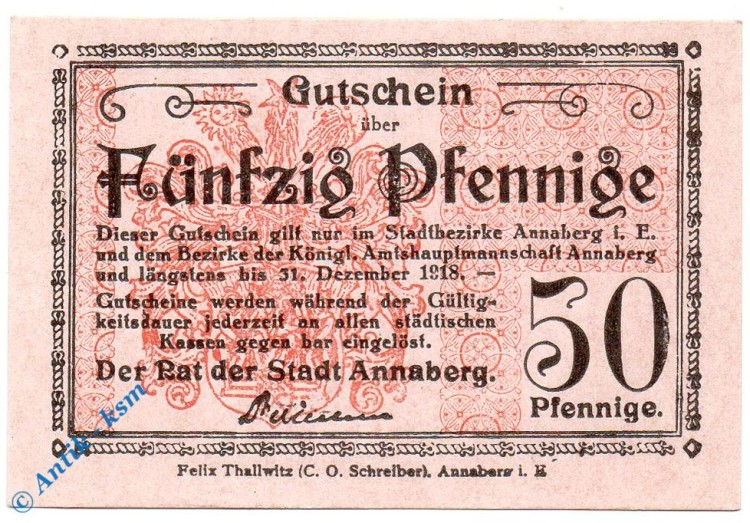 Gutschein
über
Fünfzig Pfennige
Dieser Gutschein gilt nur im Stadtbezirke Annaberg i. E.
und dem Bezirke der Königl. Amtshauptmannschaft Annaberg
und längstens bis 31. Dezember 1918. —
Gutscheine werden während der Gültig-
keitsdauer jederzeit an allen städtischen
Kassen gegen bar eingelöst.
Der Rat der Stadt Annaberg.
50
Pfennige.
Felix Thallwitz (C. O. Schreiber), Annaberg i. E
© Antik-ksm